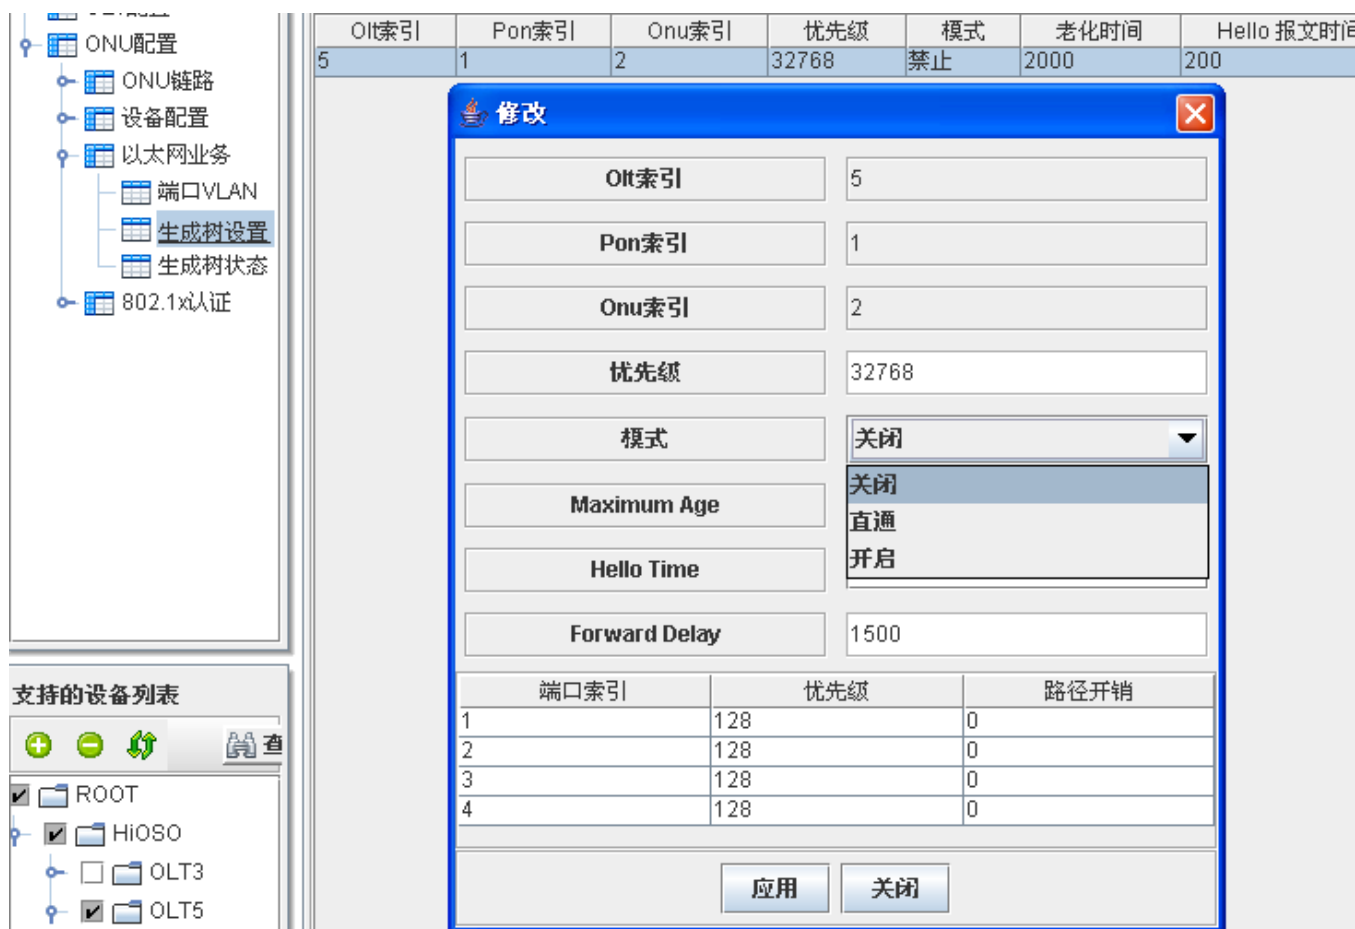 ONU配置
ONU链路
设备配置
以太网业务
端口VLAN
生成树设置
生成树状态
802.1x认证
支持的设备列表
查
ROOT
HiOSO
OLT3
OLT5
Olt索引 Pon索引 Onu索引 优先级 模式 老化时间 Hello 报文时间
5 1 2 32768 禁止 2000 200
修改
Olt索引 5
Pon索引 1
Onu索引 2
优先级 32768
模式 关闭
关闭
直通
开启
Maximum Age
Hello Time
Forward Delay 1500
端口索引 优先级 路径开销
1 128 0
2 128 0
3 128 0
4 128 0
应用 关闭